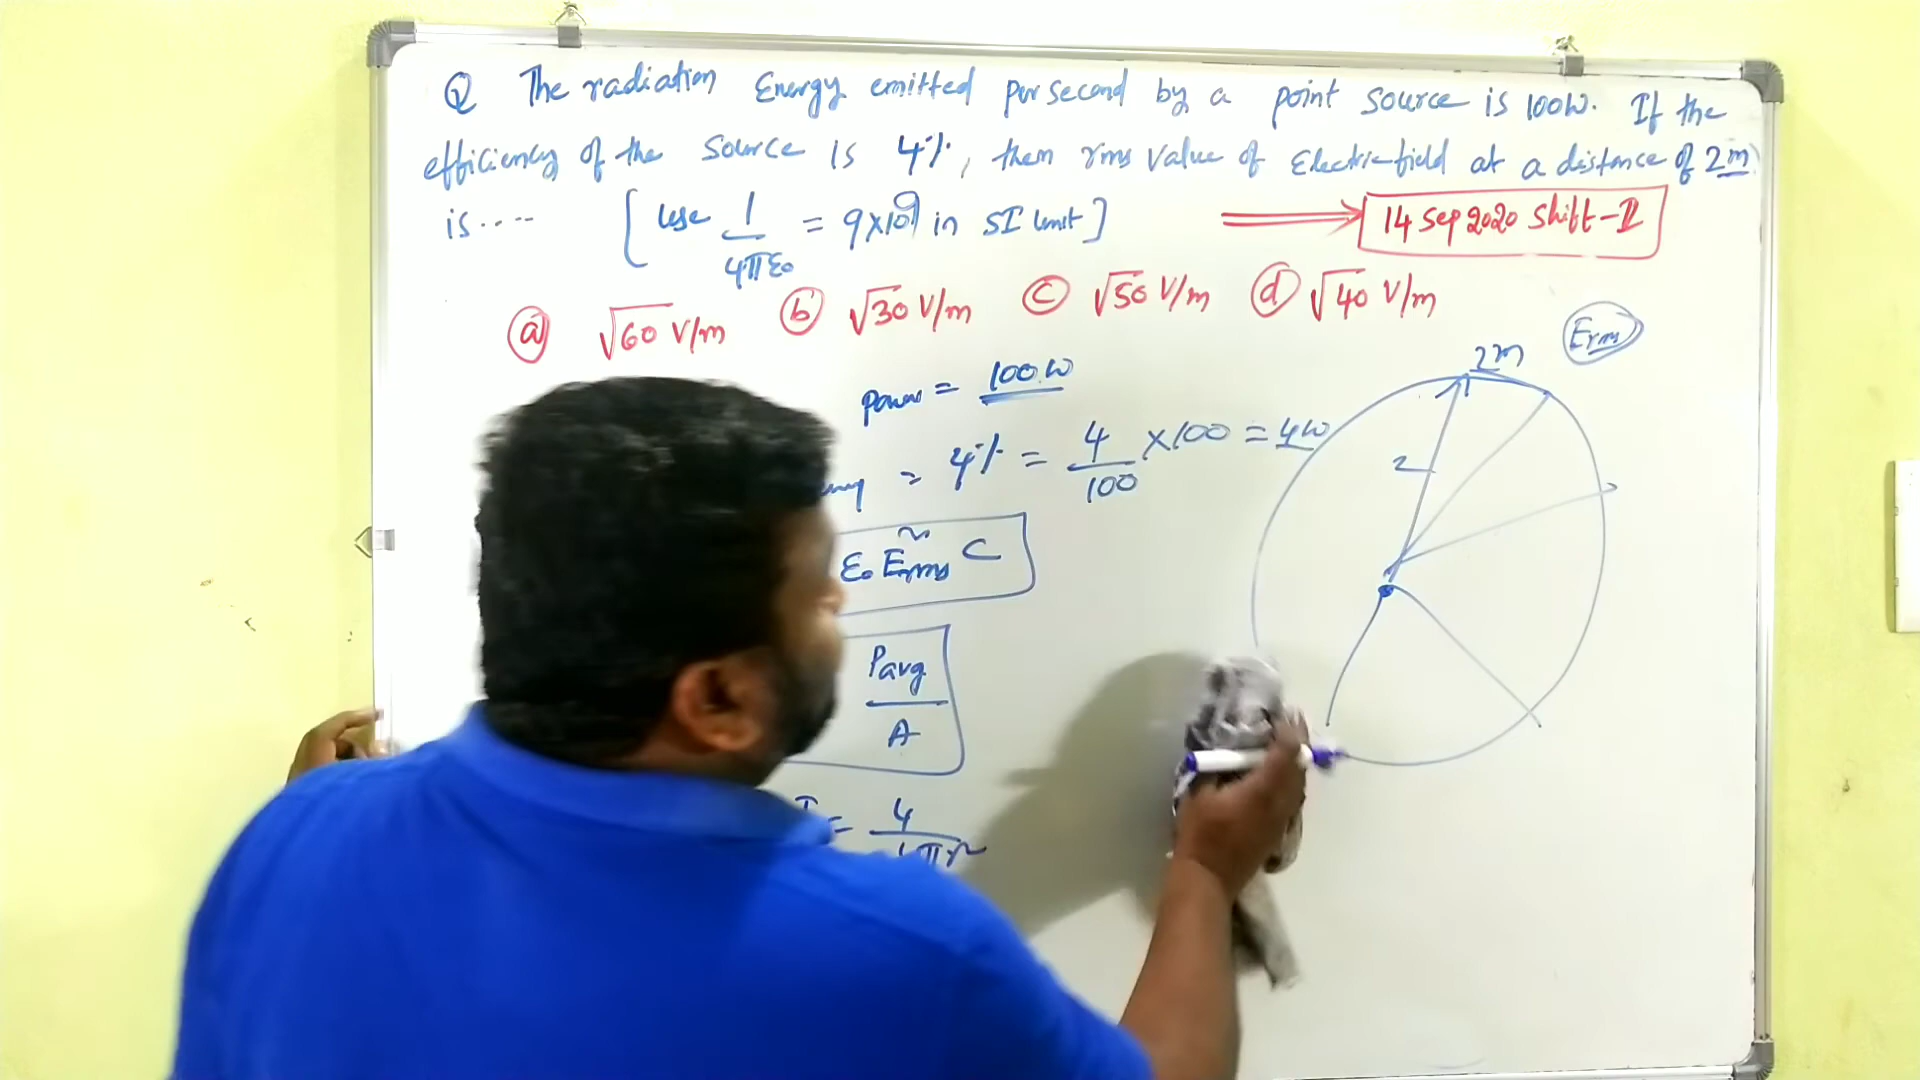 Q The radiation Energy emitted per second by a point source is 100W. If the
efficiency of the source is 4%, then rms value of Electric field at a distance of 2m
is..... [use 1/4πε₀ = 9×10⁹ in SI unit] ⟹ 14 Sep 2020 Shift-II
(a) √60 V/m (b) √30 V/m (c) √50 V/m (d) √40 V/m
Erms
2m
power = 100W
= 4% = 4/100 ×100 = 4W
2
ε₀ E²rms C
Pavg/A
I = 4/4πr²